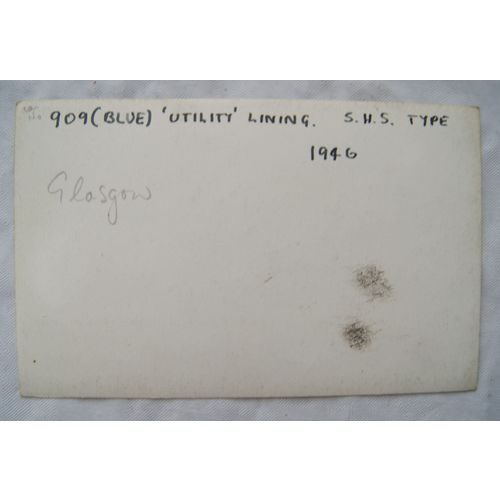 909 (BLUE) 'UTILITY' LINING. S.H.S. TYPE
1946
Glasgow